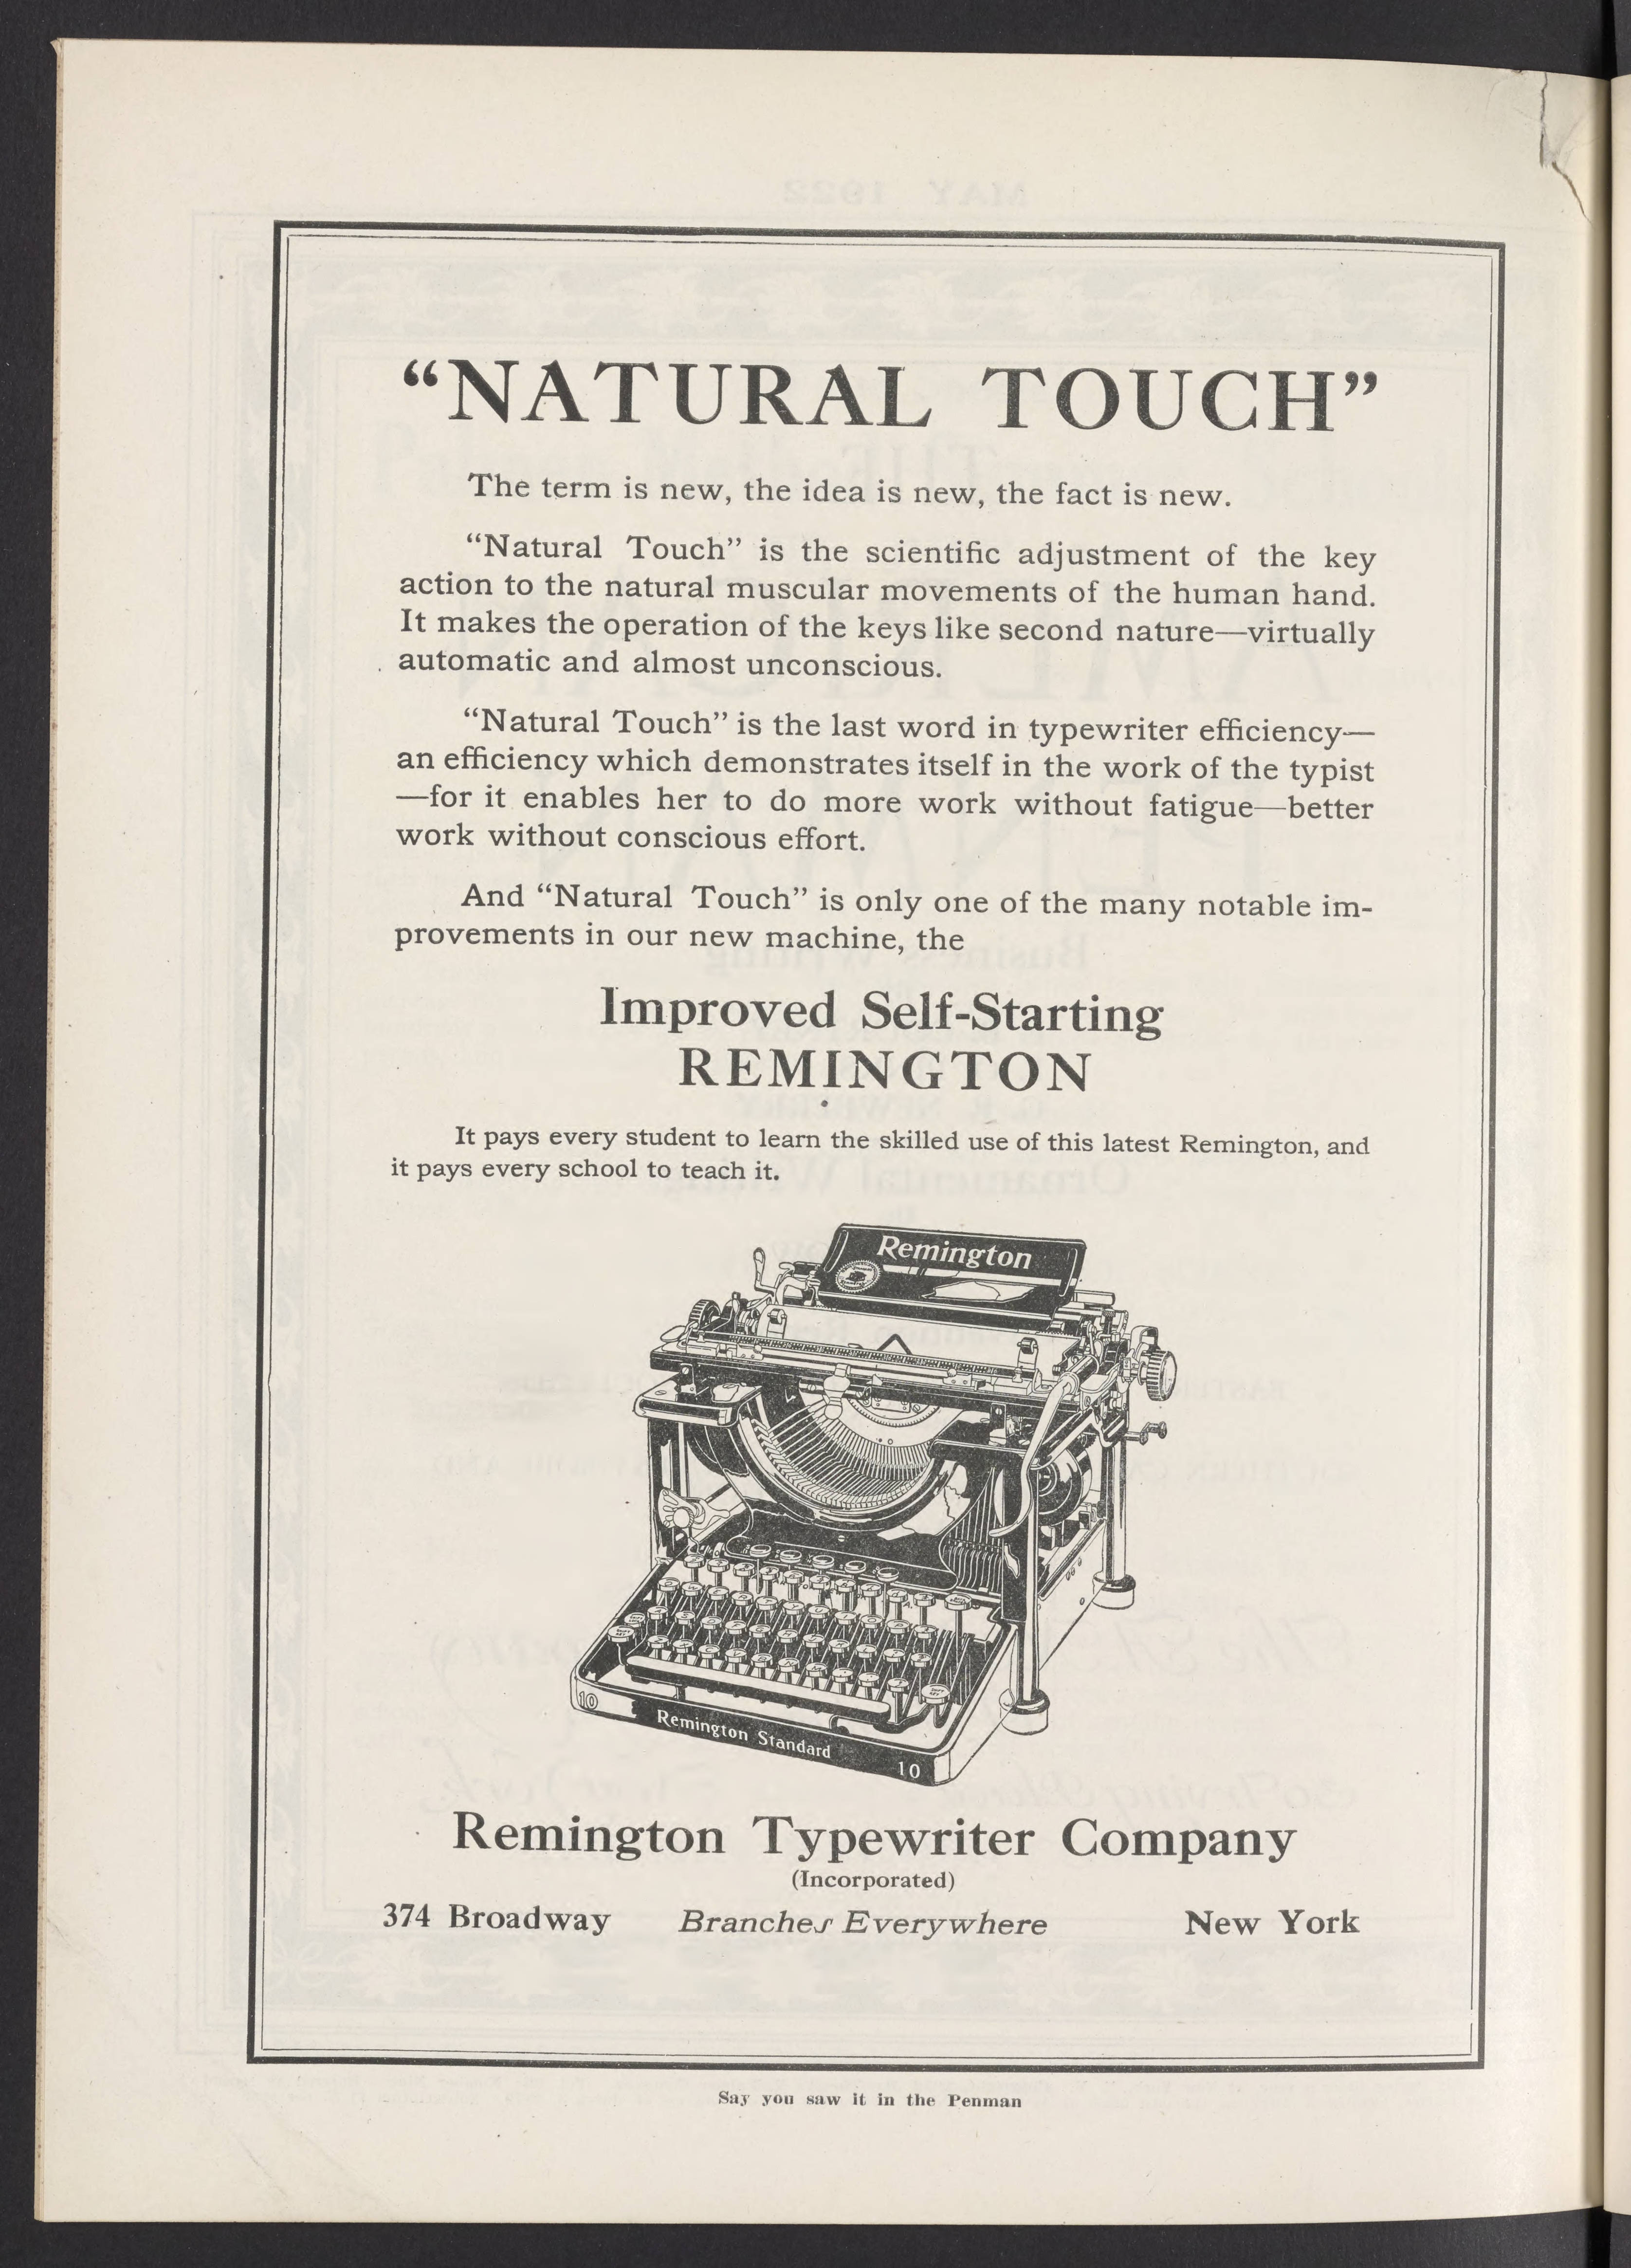 “NATURAL TOUCH”
The term is new, the idea is new, the fact is new.
“Natural Touch” is the scientific adjustment of the key
action to the natural muscular movements of the human hand.
It makes the operation of the keys like second nature—virtually
automatic and almost unconscious.
“Natural Touch” is the last word in typewriter efficiency—
an efficiency which demonstrates itself in the work of the typist
—for it enables her to do more work without fatigue—better
work without conscious effort.
And “Natural Touch” is only one of the many notable im-
provements in our new machine, the
Improved Self-Starting
REMINGTON
It pays every student to learn the skilled use of this latest Remington, and
it pays every school to teach it.
Remington
10 Remington Standard 10
Remington Typewriter Company
(Incorporated)
374 Broadway Branches Everywhere New York
Say you saw it in the Penman